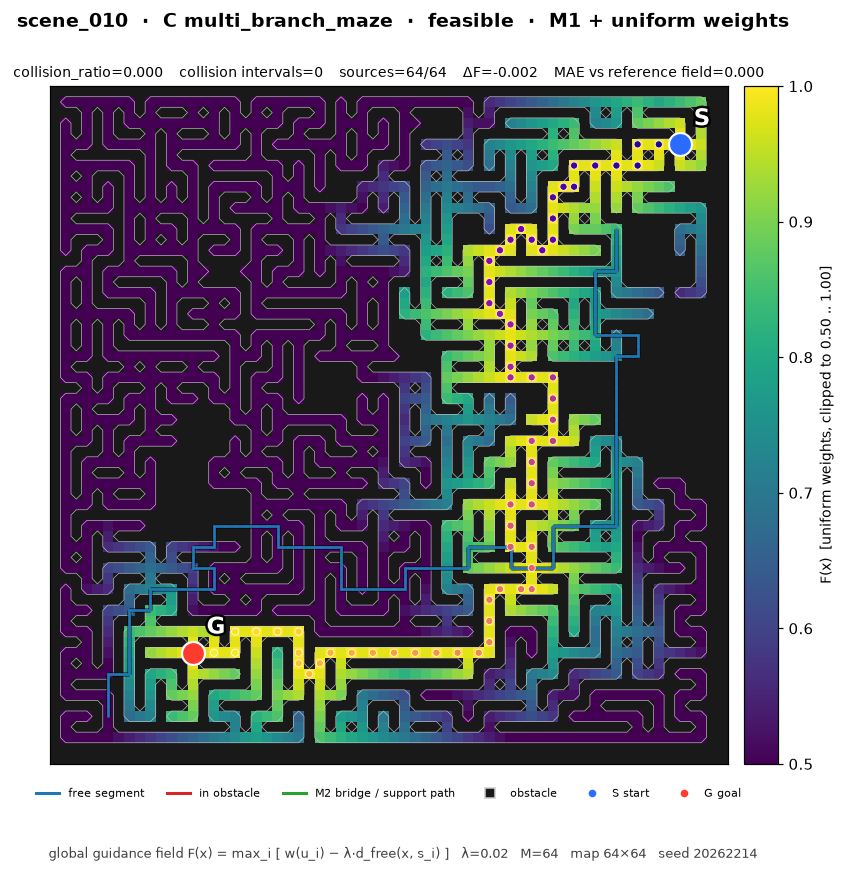 scene_010 · C multi_branch_maze · feasible · M1 + uniform weights
collision_ratio=0.000 collision intervals=0 sources=64/64 ΔF=-0.002 MAE vs reference field=0.000
S
G
1.0
0.9
0.8
0.7
0.6
0.5
F(x) [uniform weights, clipped to 0.50 .. 1.00]
free segment
in obstacle
M2 bridge / support path
obstacle
S start
G goal
global guidance field F(x) = max_i [ w(u_i) − λ·d_free(x, s_i) ] λ=0.02 M=64 map 64×64 seed 20262214